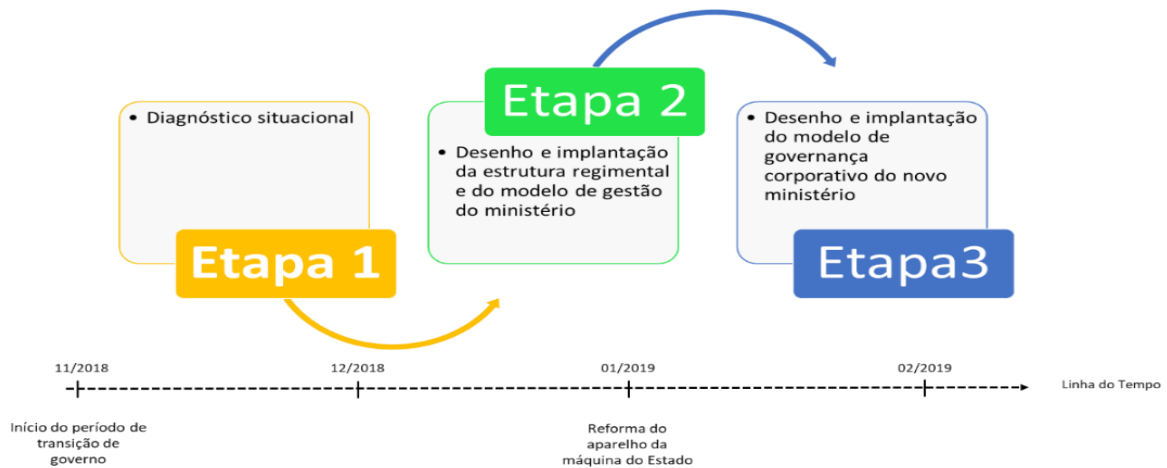 • Diagnóstico situacional
Etapa 1
Etapa 2
• Desenho e implantação
da estrutura regimental
e do modelo de gestão
do ministério
• Desenho e implantação
do modelo de
governança
corporativo do novo
ministério
Etapa3
11/2018
12/2018
01/2019
02/2019
Linha do Tempo
Início do período de
transição de
governo
Reforma do
aparelho da
máquina do Estado